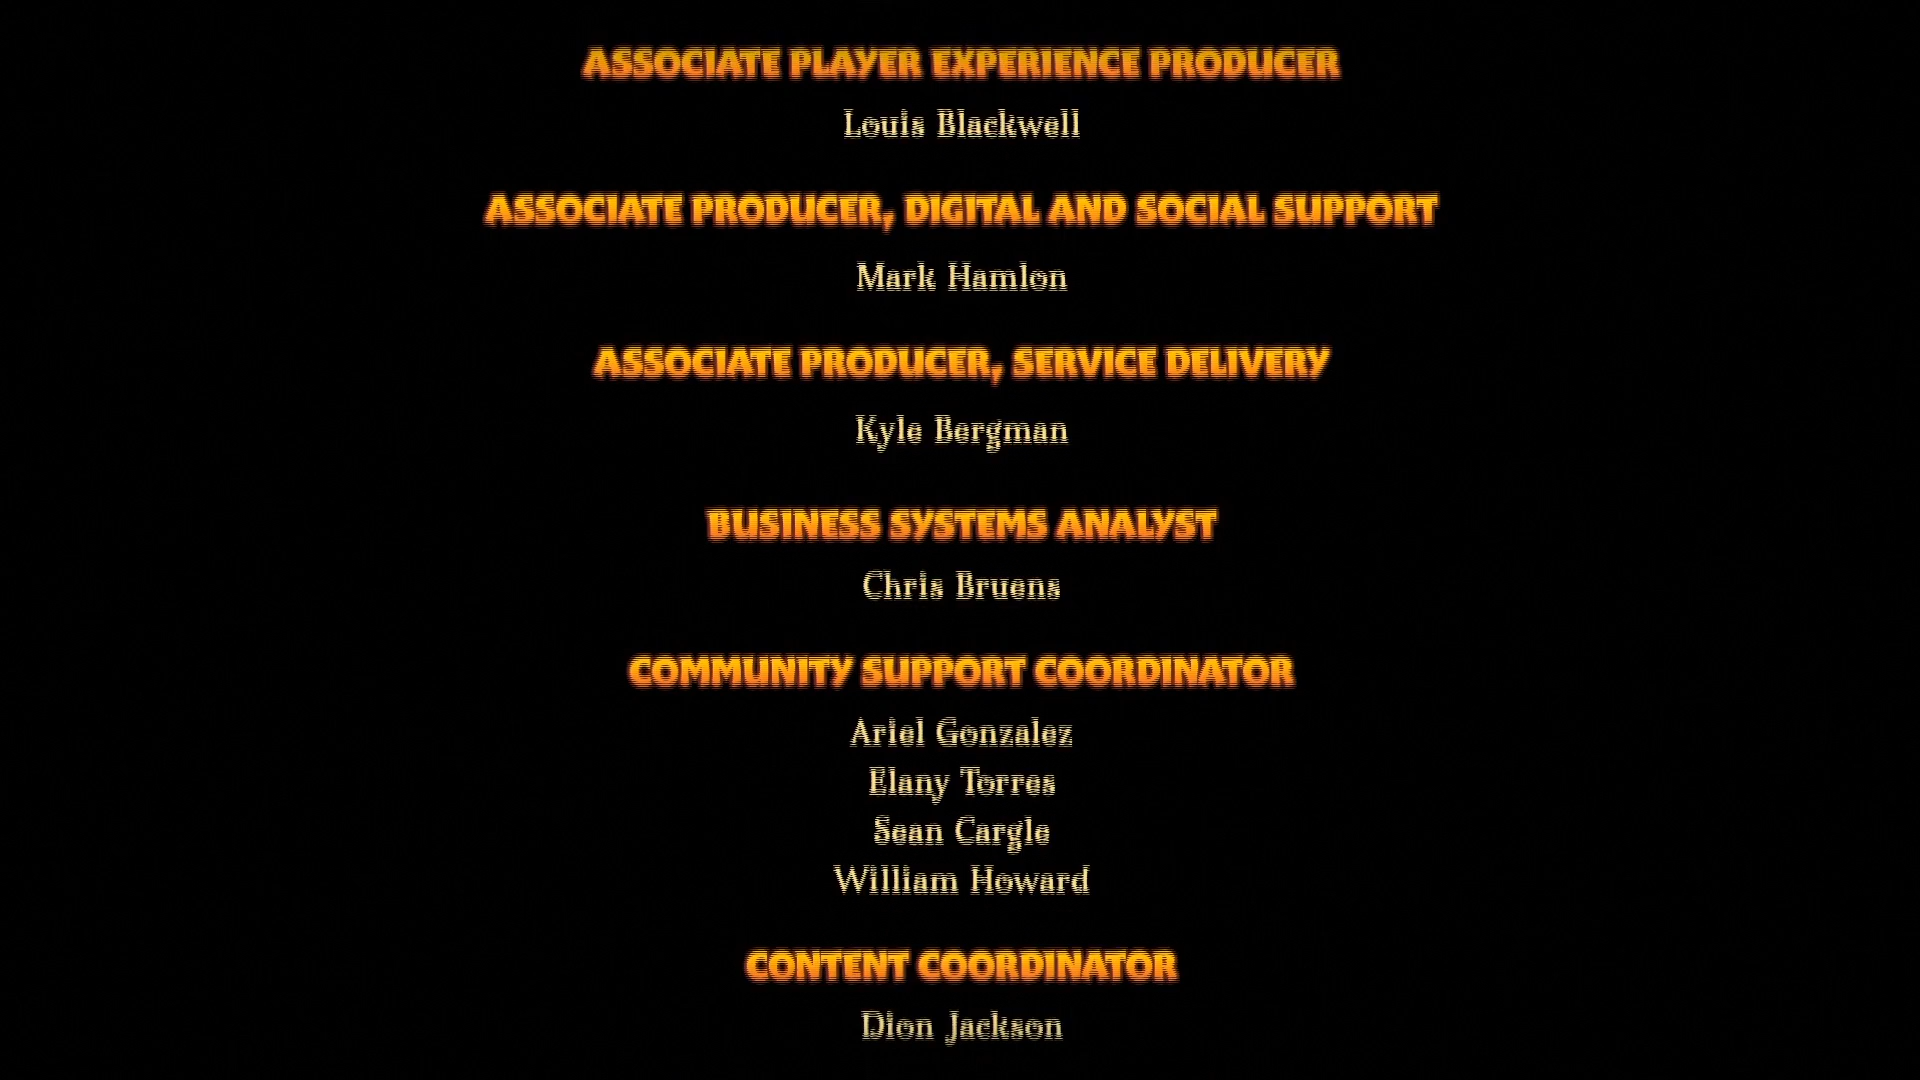 ASSOCIATE PLAYER EXPERIENCE PRODUCER
Louis Blackwell
ASSOCIATE PRODUCER, DIGITAL AND SOCIAL SUPPORT
Mark Hamlon
ASSOCIATE PRODUCER, SERVICE DELIVERY
Kyle Bergman
BUSINESS SYSTEMS ANALYST
Chris Bruens
COMMUNITY SUPPORT COORDINATOR
Ariel Gonzalez
Elany Torres
Sean Cargle
William Howard
CONTENT COORDINATOR
Dion Jackson